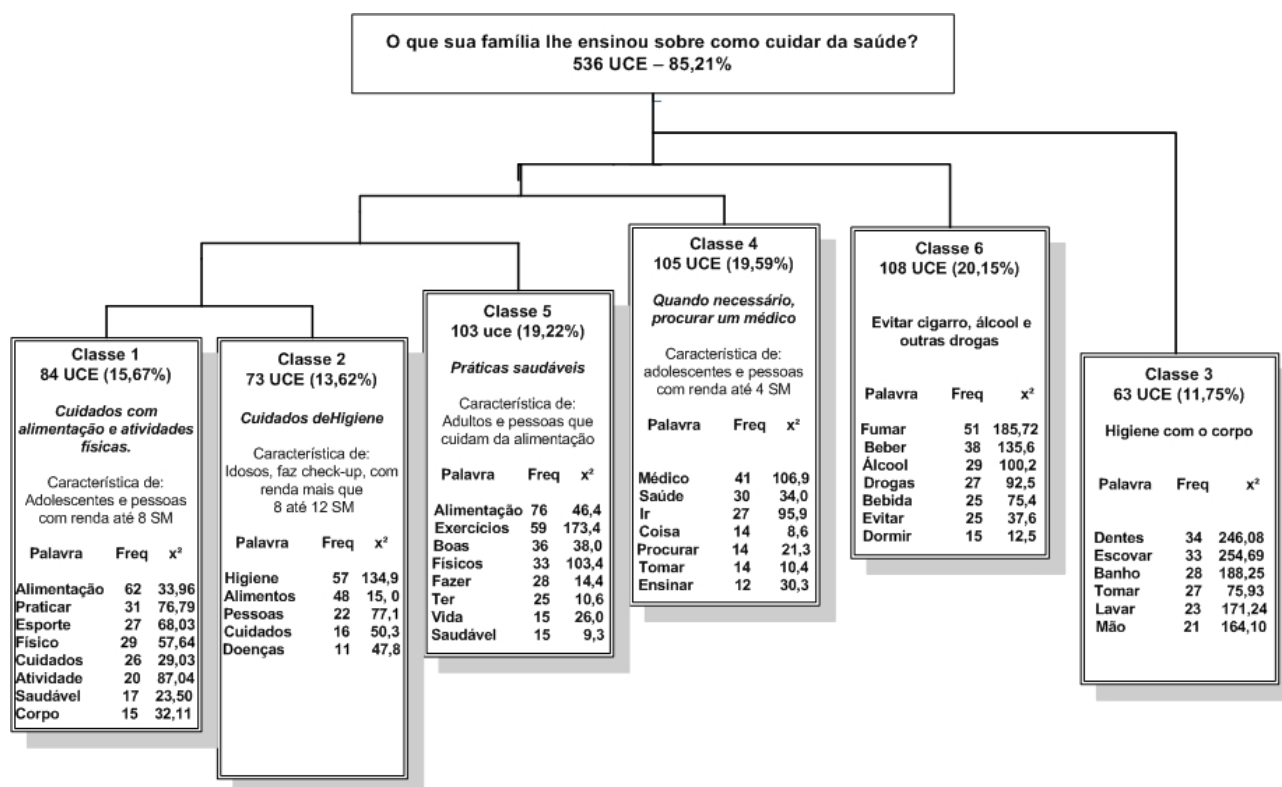 O que sua família lhe ensinou sobre como cuidar da saúde?
536 UCE – 85,21%
Classe 1
84 UCE (15,67%)
Cuidados com
alimentação e atividades
físicas.
Característica de:
Adolescentes e pessoas
com renda até 8 SM
Palavra Freq x²
Alimentação 62 33,96
Praticar 31 76,79
Esporte 27 68,03
Físico 29 57,64
Cuidados 26 29,03
Atividade 20 87,04
Saudável 17 23,50
Corpo 15 32,11
Classe 2
73 UCE (13,62%)
Cuidados deHigiene
Característica de:
Idosos, faz check-up, com
renda mais que
8 até 12 SM
Palavra Freq x²
Higiene 57 134,9
Alimentos 48 15, 0
Pessoas 22 77,1
Cuidados 16 50,3
Doenças 11 47,8
Classe 5
103 uce (19,22%)
Práticas saudáveis
Característica de:
Adultos e pessoas que
cuidam da alimentação
Palavra Freq x²
Alimentação 76 46,4
Exercícios 59 173,4
Boas 36 38,0
Físicos 33 103,4
Fazer 28 14,4
Ter 25 10,6
Vida 15 26,0
Saudável 15 9,3
Classe 4
105 UCE (19,59%)
Quando necessário,
procurar um médico
Característica de:
adolescentes e pessoas
com renda até 4 SM
Palavra Freq x²
Médico 41 106,9
Saúde 30 34,0
Ir 27 95,9
Coisa 14 8,6
Procurar 14 21,3
Tomar 14 10,4
Ensinar 12 30,3
Classe 6
108 UCE (20,15%)
Evitar cigarro, álcool e
outras drogas
Palavra Freq x²
Fumar 51 185,72
Beber 38 135,6
Álcool 29 100,2
Drogas 27 92,5
Bebida 25 75,4
Evitar 25 37,6
Dormir 15 12,5
Classe 3
63 UCE (11,75%)
Higiene com o corpo
Palavra Freq x²
Dentes 34 246,08
Escovar 33 254,69
Banho 28 188,25
Tomar 27 75,93
Lavar 23 171,24
Mão 21 164,10